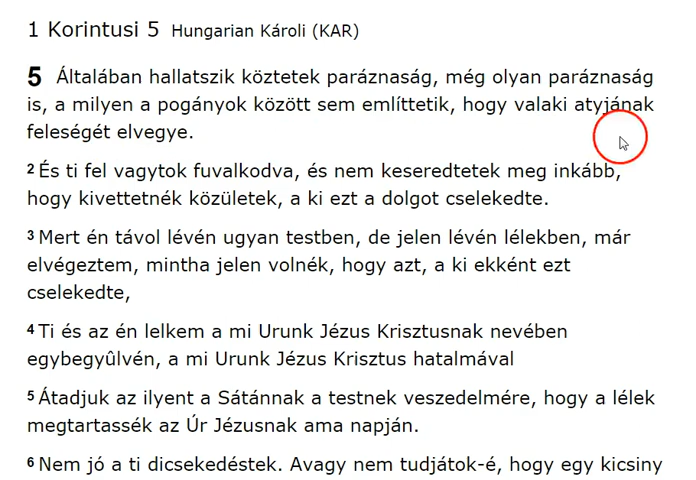 1 Korintusi 5 Hungarian Károli (KAR)
5 Általában hallatszik köztetek paráznaság, még olyan paráznaság
is, a milyen a pogányok között sem említtetik, hogy valaki atyjának
feleségét elvegye.
2 És ti fel vagytok fuvalkodva, és nem keseredtetek meg inkább,
hogy kivettetnék közületek, a ki ezt a dolgot cselekedte.
3 Mert én távol lévén ugyan testben, de jelen lévén lélekben, már
elvégeztem, mintha jelen volnék, hogy azt, a ki ekként ezt
cselekedte,
4 Ti és az én lelkem a mi Urunk Jézus Krisztusnak nevében
egybegyûlvén, a mi Urunk Jézus Krisztus hatalmával
5 Átadjuk az ilyent a Sátánnak a testnek veszedelmére, hogy a lélek
megtartassék az Úr Jézusnak ama napján.
6 Nem jó a ti dicsekedéstek. Avagy nem tudjátok-é, hogy egy kicsiny